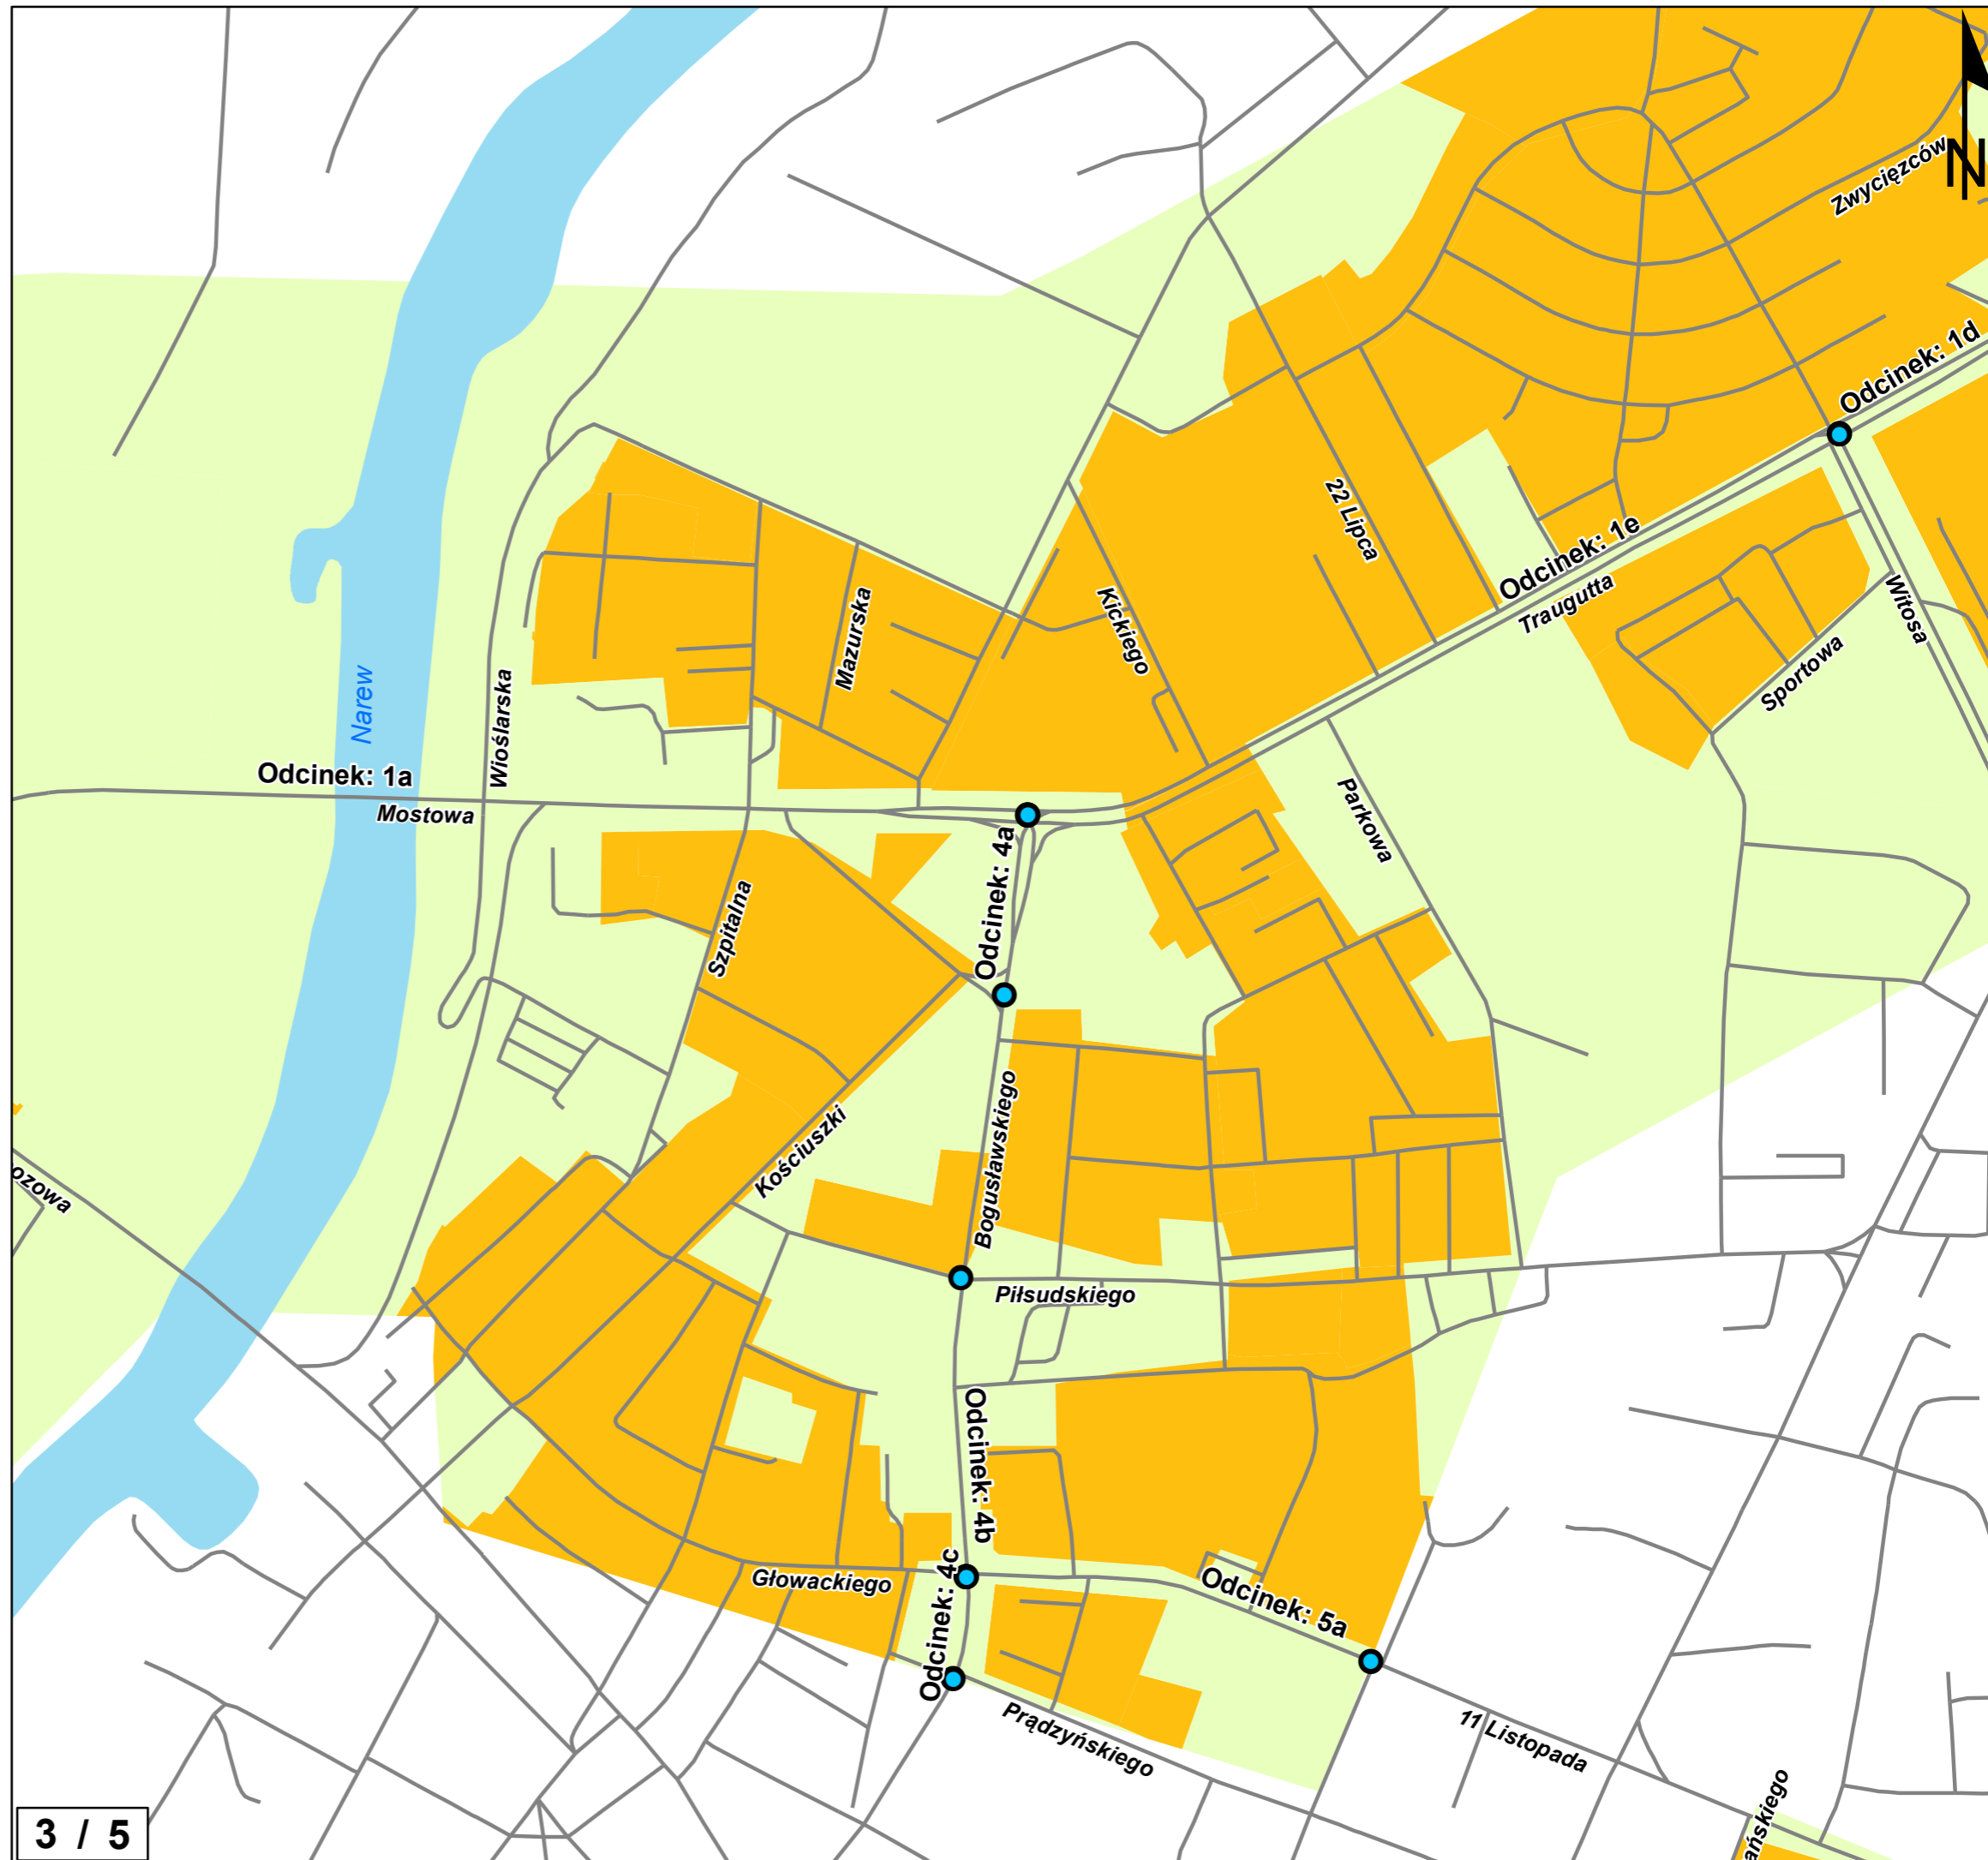 N
Zwycięzców
Odcinek: 1d
22 Lipca
Odcinek: 1e
Traugutta
Witosa
Kickiego
Mazurska
Sportowa
Narew
Wioślarska
Odcinek: 1a
Mostowa
Parkowa
Odcinek: 4a
Szpitalna
Bogusławskiego
Kościuszki
ozowa
Piłsudskiego
Odcinek: 4b
Głowackiego
Odcinek: 4c
Odcinek: 5a
Prądzyńskiego
11 Listopada
ańskiego
3 / 5